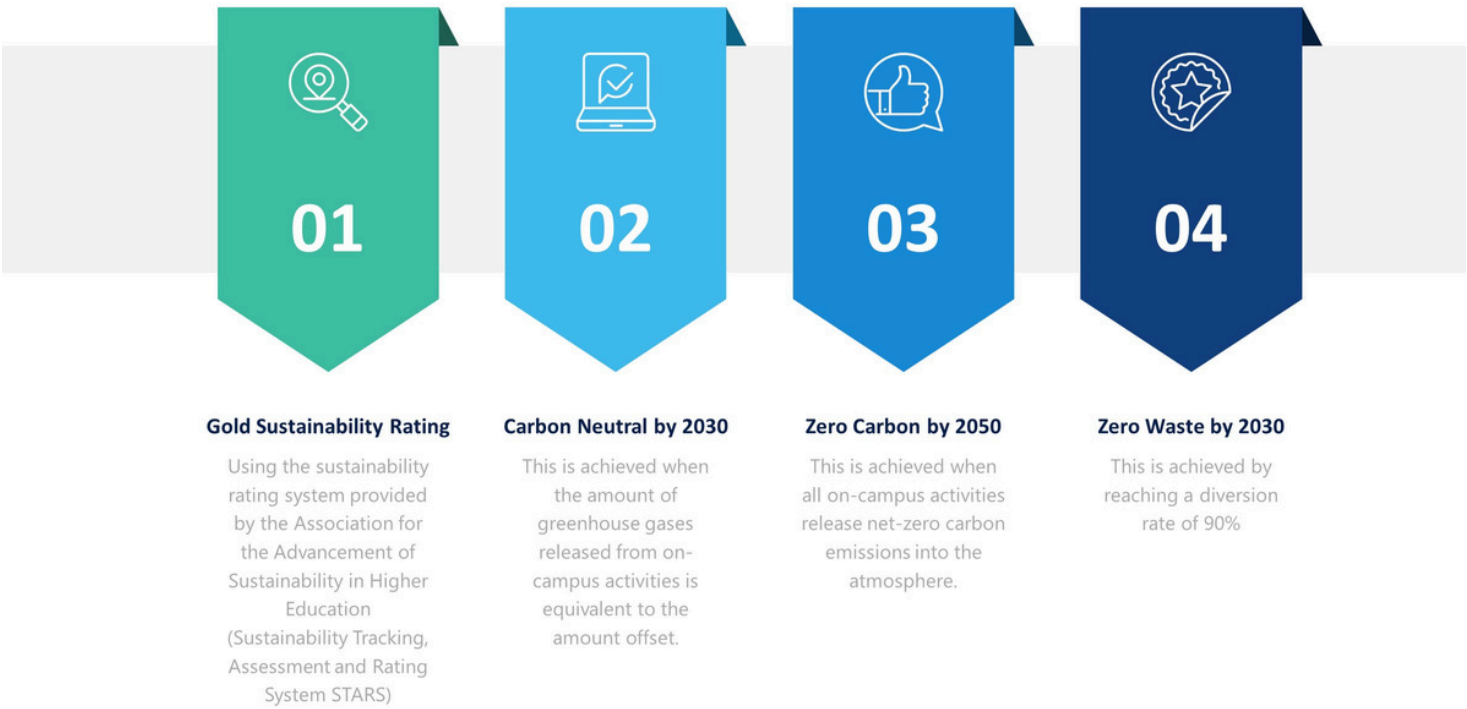 01
02
03
04
Gold Sustainability Rating
Using the sustainability
rating system provided
by the Association for
the Advancement of
Sustainability in Higher
Education
(Sustainability Tracking,
Assessment and Rating
System STARS)
Carbon Neutral by 2030
This is achieved when
the amount of
greenhouse gases
released from on-
campus activities is
equivalent to the
amount offset.
Zero Carbon by 2050
This is achieved when
all on-campus activities
release net-zero carbon
emissions into the
atmosphere.
Zero Waste by 2030
This is achieved by
reaching a diversion
rate of 90%